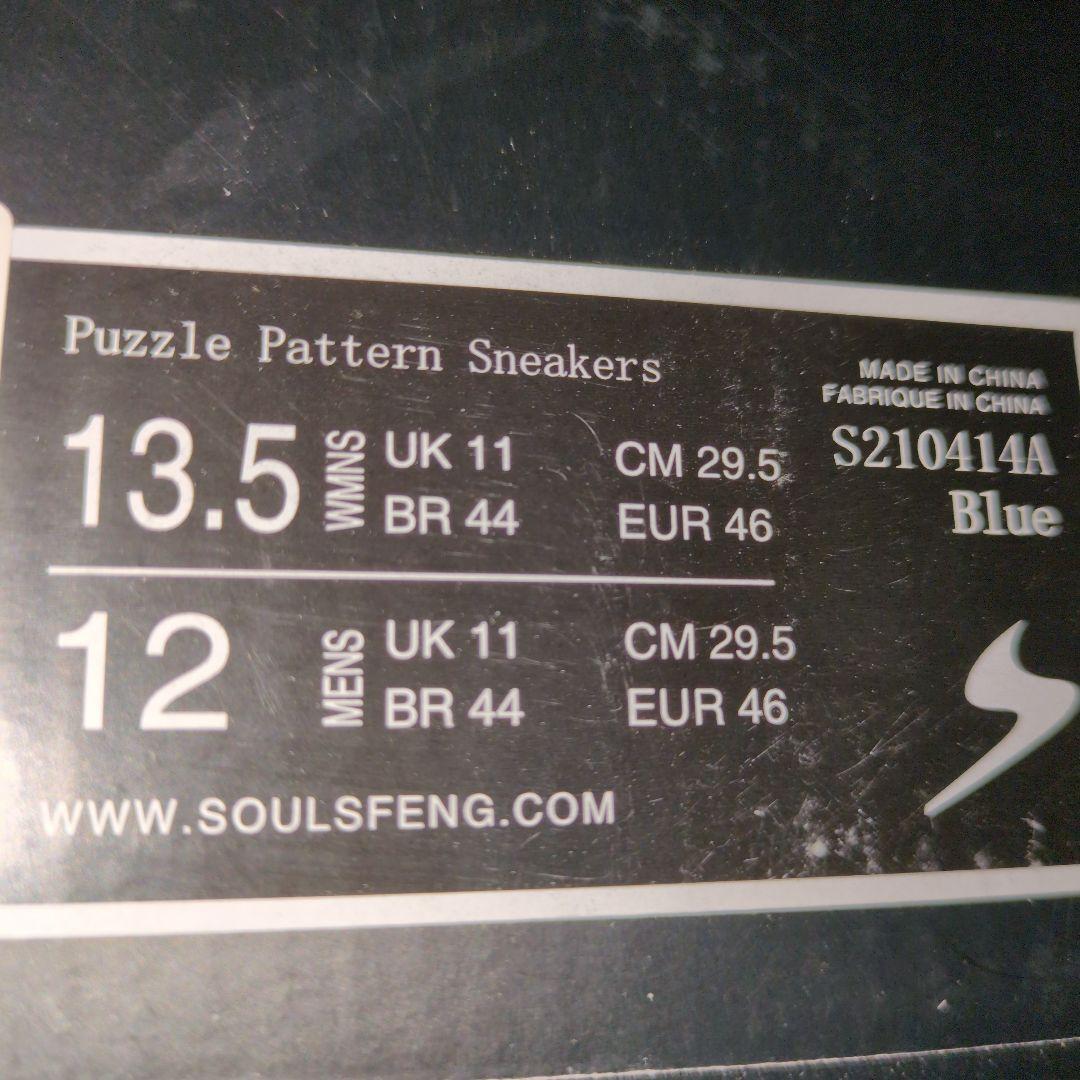 Puzzle Pattern Sneakers
MADE IN CHINA
FABRIQUE IN CHINA
S210414A
Blue
13.5 WMNS UK 11 CM 29.5
BR 44 EUR 46
12 MENS UK 11 CM 29.5
BR 44 EUR 46
WWW.SOULSFENG.COM